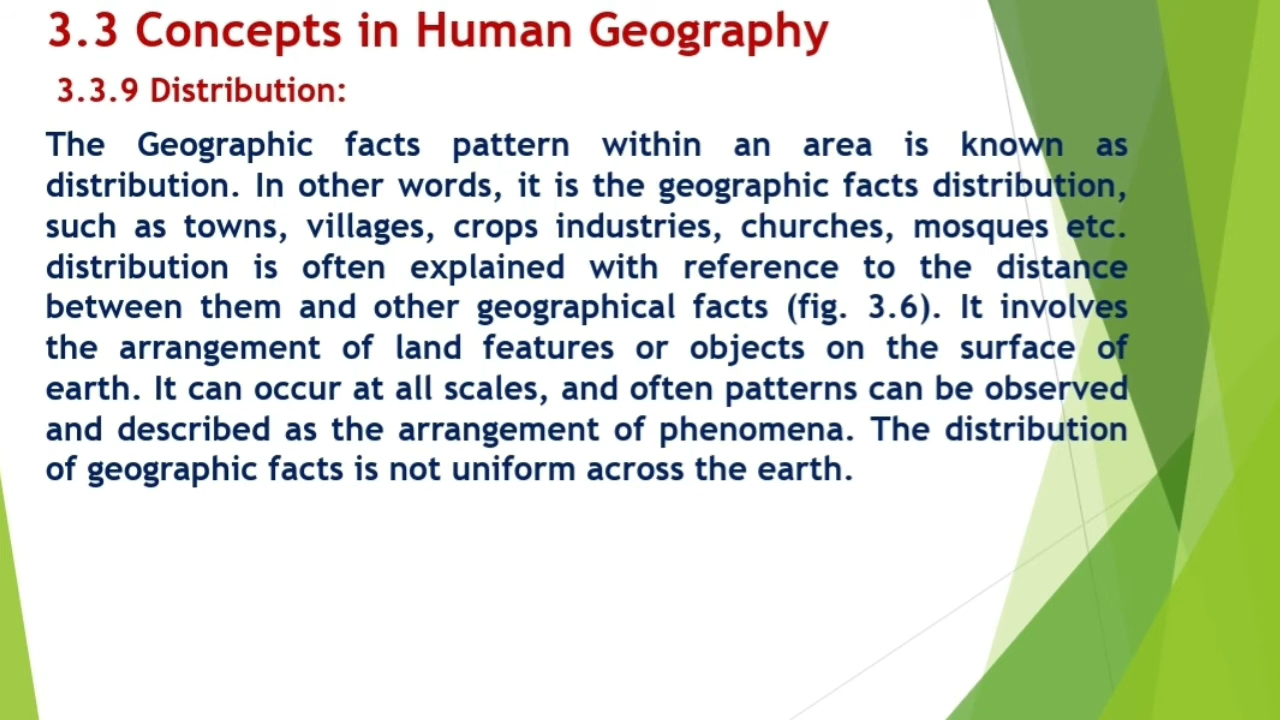 3.3 Concepts in Human Geography
3.3.9 Distribution:
The Geographic facts pattern within an area is known as
distribution. In other words, it is the geographic facts distribution,
such as towns, villages, crops industries, churches, mosques etc.
distribution is often explained with reference to the distance
between them and other geographical facts (fig. 3.6). It involves
the arrangement of land features or objects on the surface of
earth. It can occur at all scales, and often patterns can be observed
and described as the arrangement of phenomena. The distribution
of geographic facts is not uniform across the earth.